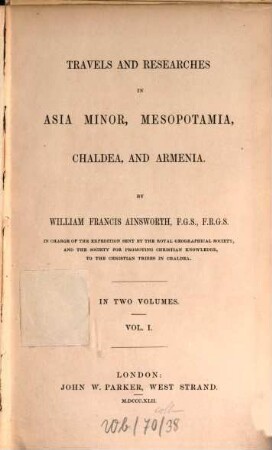 TRAVELS AND RESEARCHES
IN
ASIA MINOR, MESOPOTAMIA,
CHALDEA, AND ARMENIA.
BY
WILLIAM FRANCIS AINSWORTH, F.G.S., F.R.G.S.
IN CHARGE OF THE EXPEDITION SENT BY THE ROYAL GEOGRAPHICAL SOCIETY,
AND THE SOCIETY FOR PROMOTING CHRISTIAN KNOWLEDGE,
TO THE CHRISTIAN TRIBES IN CHALDEA.
IN TWO VOLUMES.
VOL. I.
LONDON:
JOHN W. PARKER, WEST STRAND.
M.DCCC.XLII.
/70/38